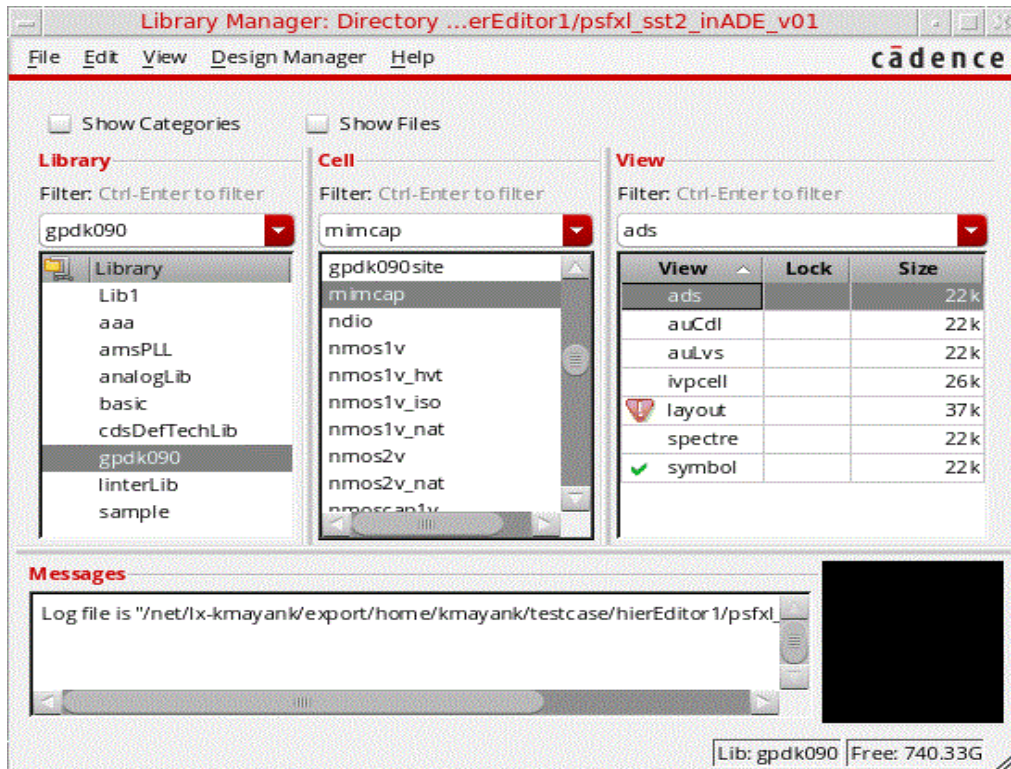 Library Manager: Directory ...erEditor1/psfxl_sst2_inADE_v01
File Edit View Design Manager Help
cādence
Show Categories Show Files
Library
Filter: Ctrl-Enter to filter
gpdk090
Library
Lib1
aaa
amsPLL
analogLib
basic
cdsDefTechLib
gpdk090
linterLib
sample
Cell
Filter: Ctrl-Enter to filter
mimcap
gpdk090site
mimcap
ndio
nmos1v
nmos1v_hvt
nmos1v_iso
nmos1v_nat
nmos2v
nmos2v_nat
nmoscap1v
View
Filter: Ctrl-Enter to filter
ads
View Lock Size
ads 22k
auCdl 22k
auLvs 22k
ivpcell 26k
layout 37k
spectre 22k
symbol 22k
Messages
Log file is "/net/lx-kmayank/export/home/kmayank/testcase/hierEditor1/psfxl_
Lib: gpdk090 Free: 740.33G